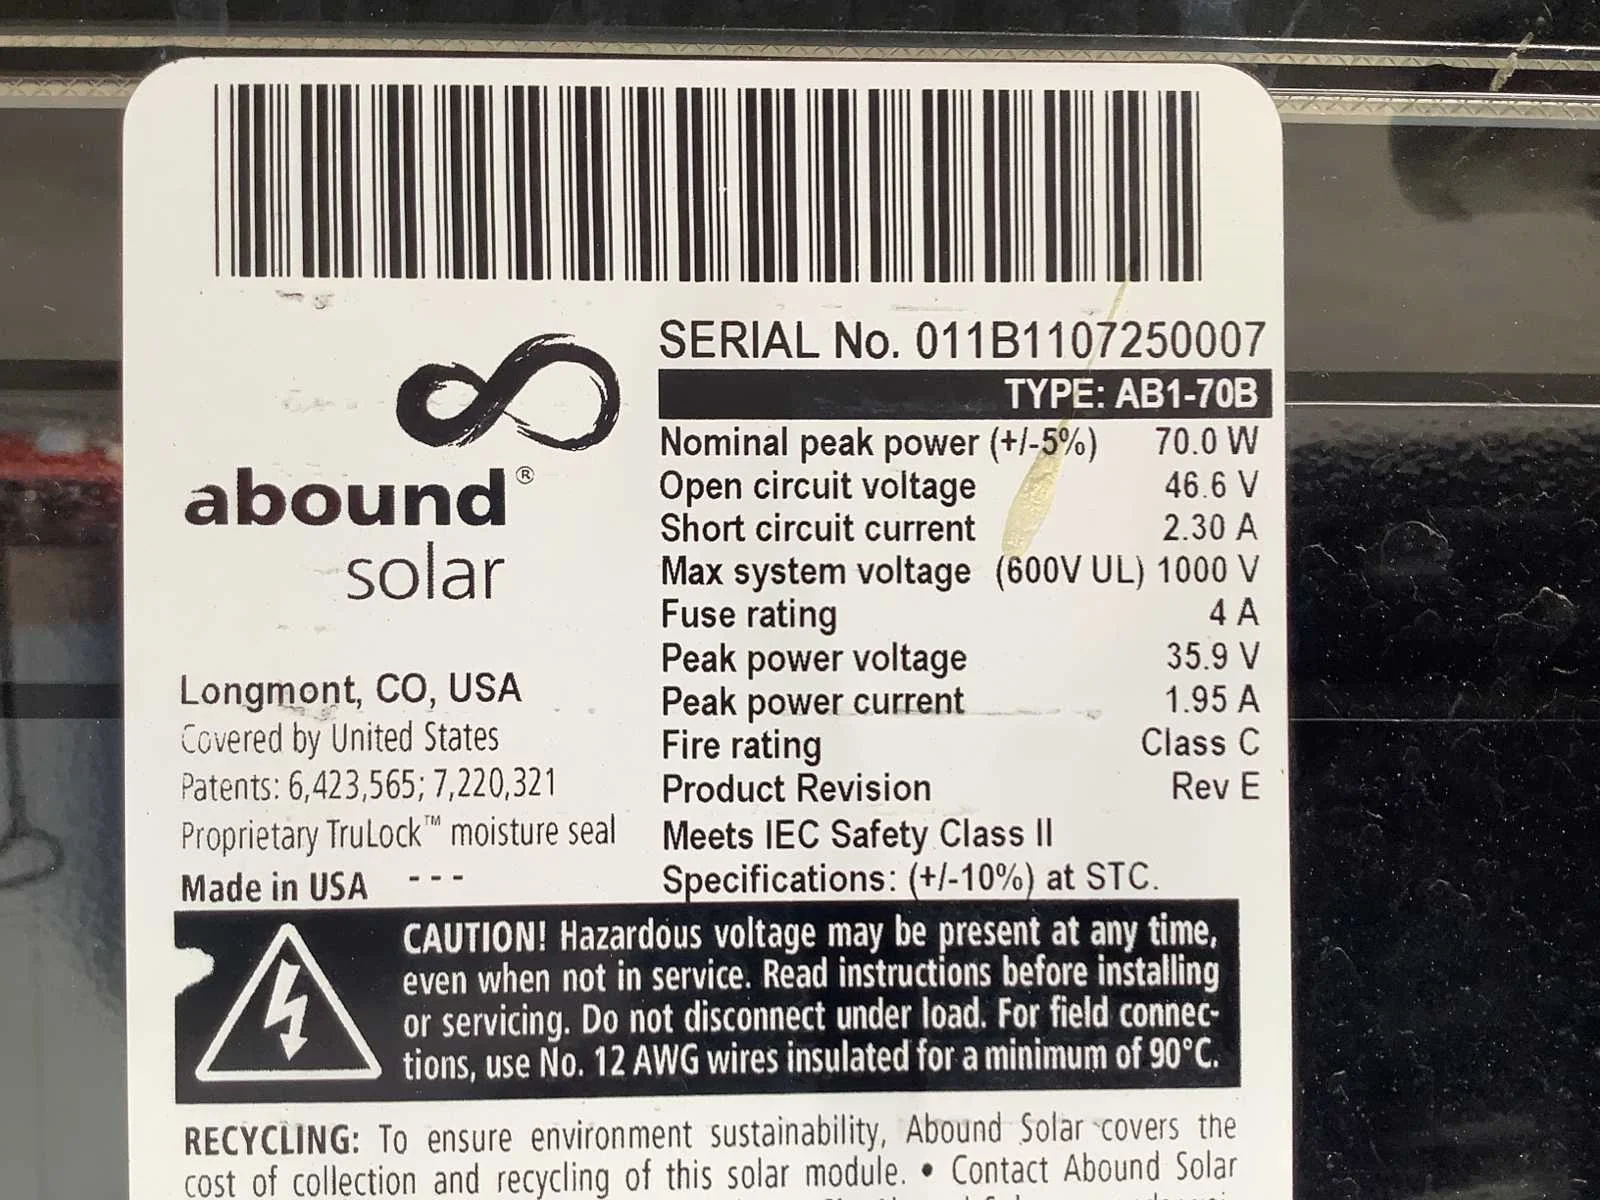 SERIAL No. 011B1107250007
TYPE: AB1-70B
Nominal peak power (+/-5%) 70.0 W
Open circuit voltage 46.6 V
Short circuit current 2.30 A
Max system voltage (600V UL) 1000 V
Fuse rating 4 A
Peak power voltage 35.9 V
Peak power current 1.95 A
Fire rating Class C
Product Revision Rev E
Meets IEC Safety Class II
Specifications: (+/-10%) at STC.
abound®
solar
Longmont, CO, USA
Covered by United States
Patents: 6,423,565; 7,220,321
Proprietary TruLock™ moisture seal
Made in USA ---
CAUTION! Hazardous voltage may be present at any time,
even when not in service. Read instructions before installing
or servicing. Do not disconnect under load. For field connec-
tions, use No. 12 AWG wires insulated for a minimum of 90°C.
RECYCLING: To ensure environment sustainability, Abound Solar covers the
cost of collection and recycling of this solar module. • Contact Abound Solar